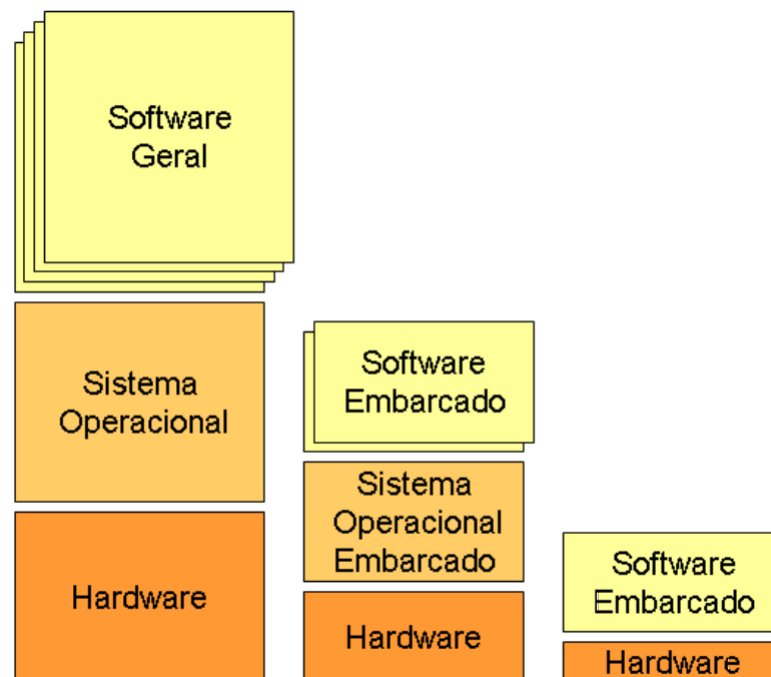 Software
Geral
Sistema
Operacional
Hardware
Software
Embarcado
Sistema
Operacional
Embarcado
Hardware
Software
Embarcado
Hardware